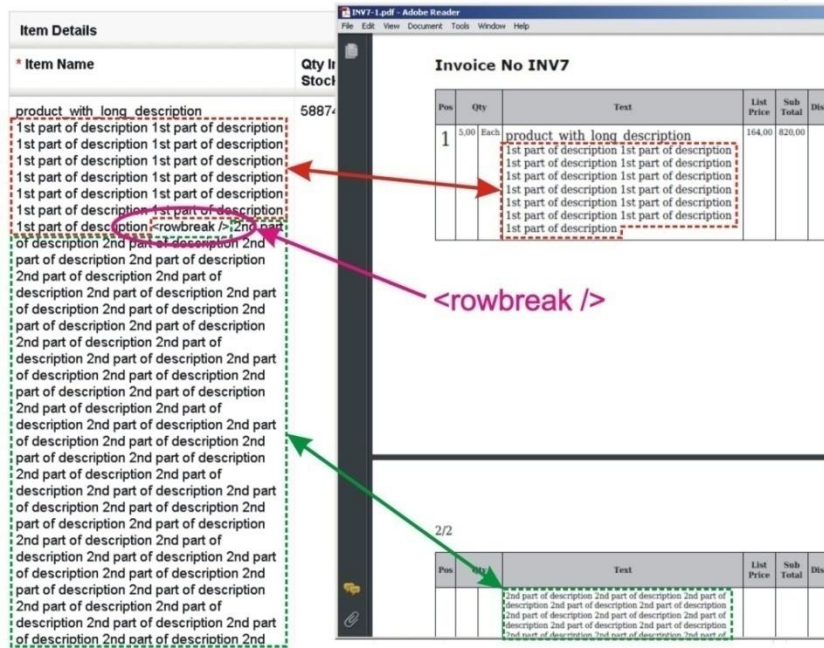 Item Details
* Item Name
Qty In
Stock
product_with_long_description
5887
1st part of description 1st part of description
1st part of description 1st part of description
1st part of description 1st part of description
1st part of description 1st part of description
1st part of description 1st part of description
1st part of description 1st part of description
1st part of description <rowbreak /> 2nd part
of description 2nd part of description 2nd
part of description 2nd part of description
2nd part of description 2nd part of
description 2nd part of description 2nd part
of description 2nd part of description 2nd
part of description 2nd part of description
2nd part of description 2nd part of
description 2nd part of description 2nd part
of description 2nd part of description 2nd
part of description 2nd part of description
2nd part of description 2nd part of
description 2nd part of description 2nd part
of description 2nd part of description 2nd
part of description 2nd part of description
2nd part of description 2nd part of
description 2nd part of description 2nd part
of description 2nd part of description 2nd
part of description 2nd part of description
2nd part of description 2nd part of
description 2nd part of description 2nd part
of description 2nd part of description 2nd
part of description 2nd part of description
2nd part of description 2nd part of
description 2nd part of description 2nd part
of description 2nd part of description 2nd
INV7-1.pdf - Adobe Reader
File Edit View Document Tools Window Help
Invoice No INV7
Pos Qty Text List Price Sub Total Dis
1 5,00 Each product_with_long_description 164,00 820,00
1st part of description 1st part of description
1st part of description 1st part of description
1st part of description 1st part of description
1st part of description 1st part of description
1st part of description 1st part of description
1st part of description 1st part of description
1st part of description
<rowbreak />
2/2
Pos Qty Text List Price Sub Total Dis
2nd part of description 2nd part of description 2nd part of
description 2nd part of description 2nd part of description
2nd part of description 2nd part of description 2nd part of
description 2nd part of description 2nd part of description
2nd part of description 2nd part of description 2nd part of